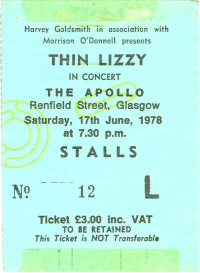 Harvey Goldsmith in association with
Morrison O'Donnell presents
THIN LIZZY
IN CONCERT
THE APOLLO
Renfield Street, Glasgow
Saturday, 17th June, 1978
at 7.30 p.m.
STALLS
Nº 12 L
Ticket £3.00 inc. VAT
TO BE RETAINED
This Ticket is NOT Transferable